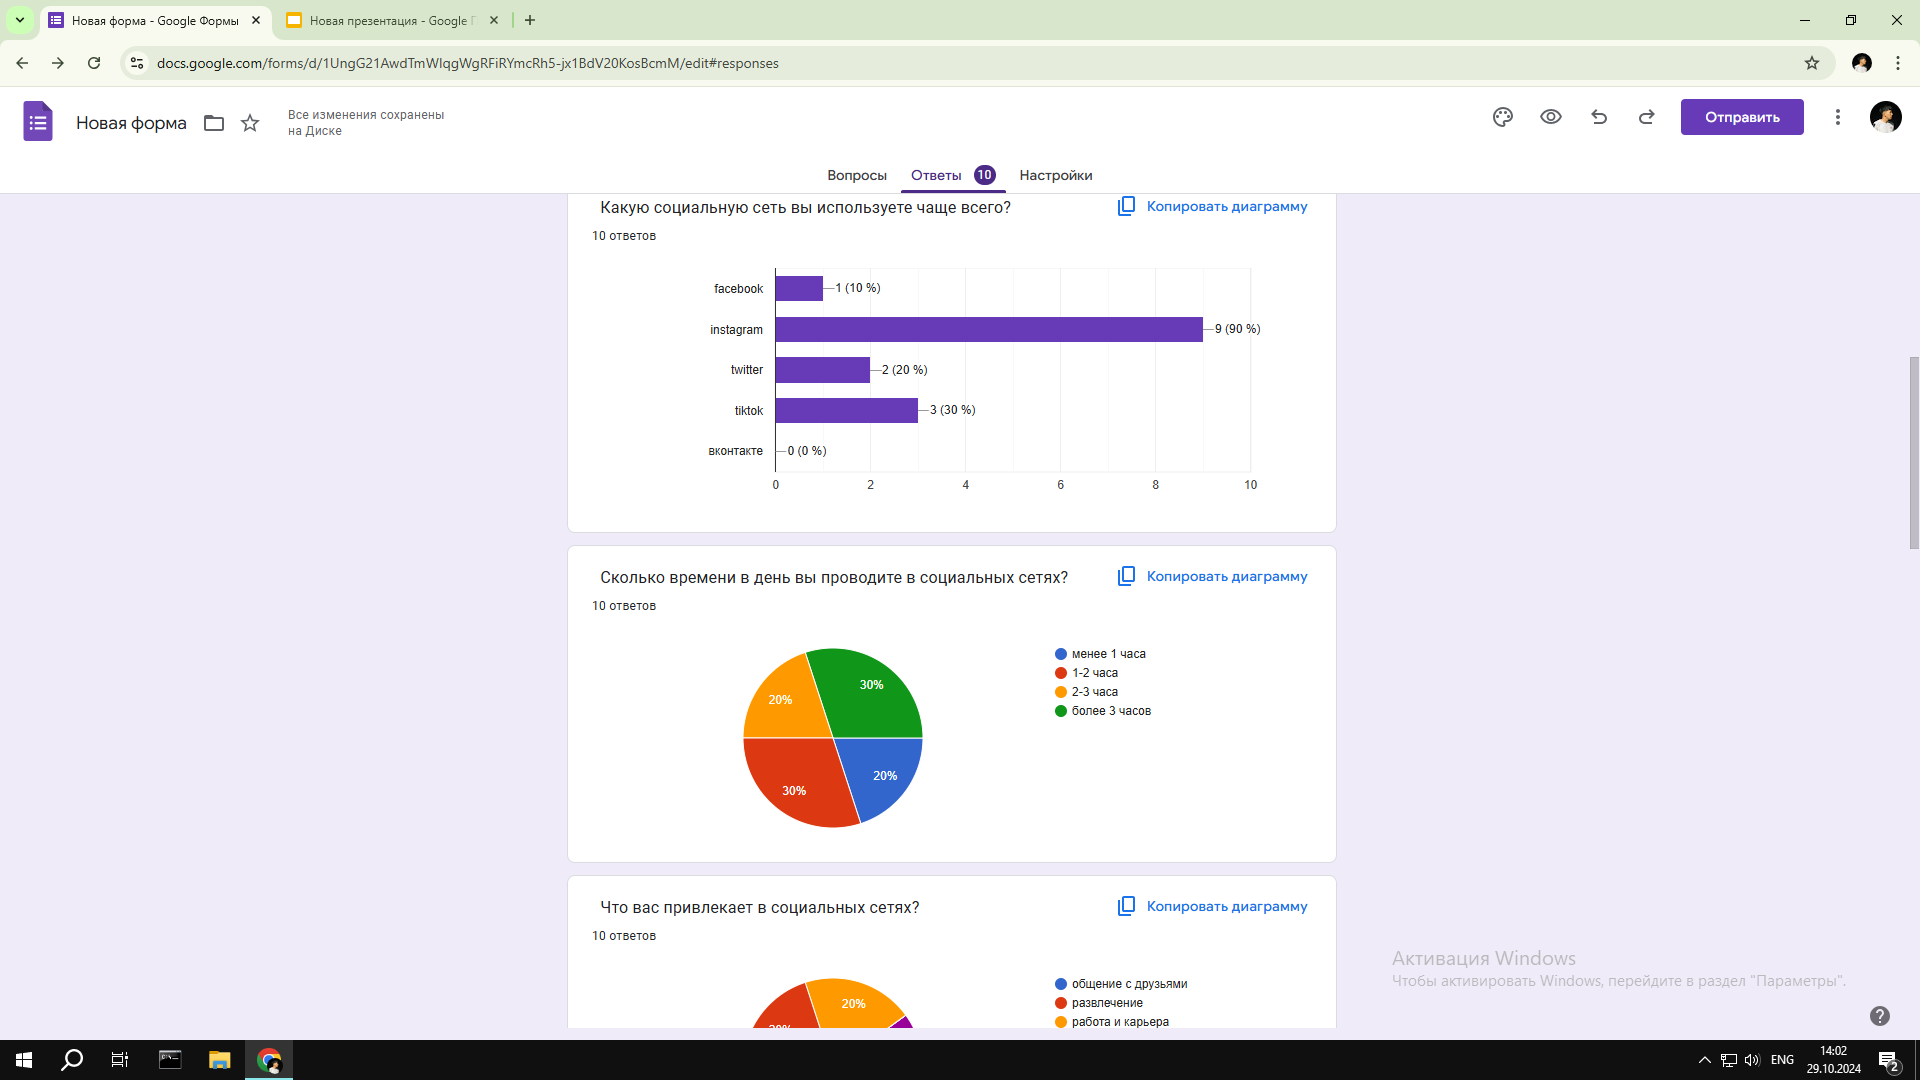 Новая форма - Google Формы
Новая презентация - Google
docs.google.com/forms/d/1UngG21AwdTmWlqgWgRFiRYmcRh5-jx1BdV20KosBcmM/edit#responses
Новая форма
Все изменения сохранены
на Диске
Отправить
Вопросы
Ответы 10
Настройки
Какую социальную сеть вы используете чаще всего?
Копировать диаграмму
10 ответов
facebook 1 (10 %)
instagram 9 (90 %)
twitter 2 (20 %)
tiktok 3 (30 %)
вконтакте 0 (0 %)
0 2 4 6 8 10
Сколько времени в день вы проводите в социальных сетях?
Копировать диаграмму
10 ответов
30%
20%
30%
20%
менее 1 часа
1-2 часа
2-3 часа
более 3 часов
Что вас привлекает в социальных сетях?
Копировать диаграмму
10 ответов
20%
общение с друзьями
развлечение
работа и карьера
Активация Windows
Чтобы активировать Windows, перейдите в раздел "Параметры".
ENG
14:02
29.10.2024
2